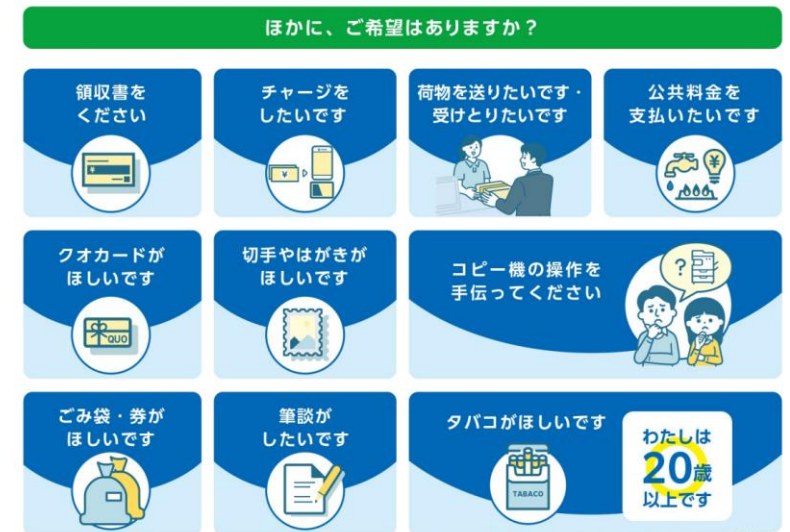 ほかに、ご希望はありますか？
領収書を
ください
チャージを
したいです
荷物を送りたいです・
受けとりたいです
公共料金を
支払いたいです
クオカードが
ほしいです
QUO
切手やはがきが
ほしいです
コピー機の操作を
手伝ってください
?
ごみ袋・券が
ほしいです
筆談が
したいです
タバコがほしいです
TABACO
わたしは
20歳
以上です